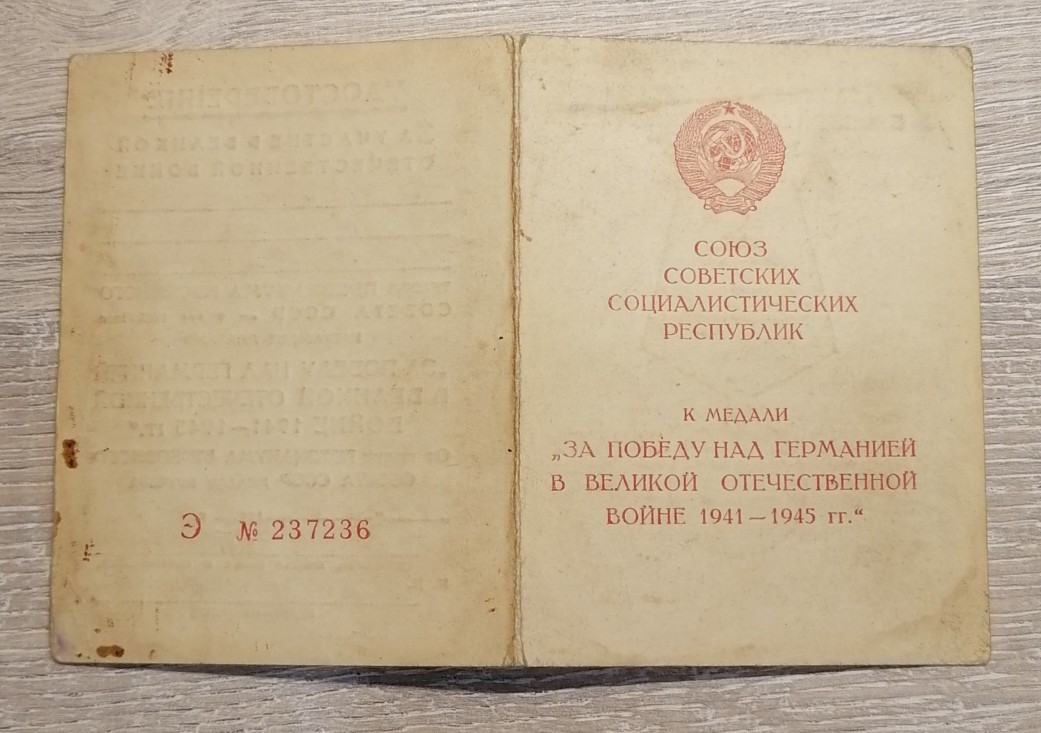 Э № 237236
СОЮЗ
СОВЕТСКИХ
СОЦИАЛИСТИЧЕСКИХ
РЕСПУБЛИК
К МЕДАЛИ
„ЗА ПОБЕДУ НАД ГЕРМАНИЕЙ
В ВЕЛИКОЙ ОТЕЧЕСТВЕННОЙ
ВОЙНЕ 1941—1945 гг.“